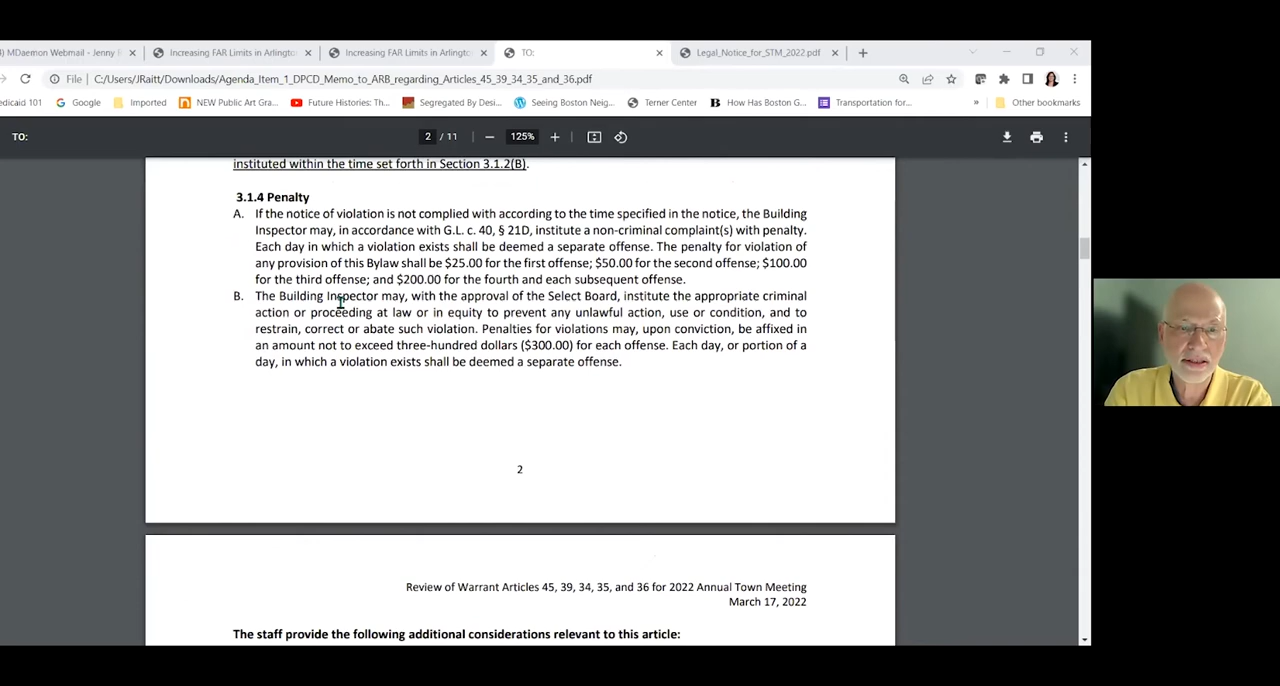 ) MDaemon Webmail - Jenny
Increasing FAR Limits in Arlingto
Increasing FAR Limits in Arlingto
TO:
Legal_Notice_for_STM_2022.pdf
File
C:/Users/JRaitt/Downloads/Agenda_Item_1_DPCD_Memo_to_ARB_regarding_Articles_45,39,34,35,and_36.pdf
edicaid 101
Google
Imported
NEW Public Art Gra...
Future Histories: Th...
Segregated By Desi...
Seeing Boston Neig...
Terner Center
How Has Boston G...
Transportation for...
»
Other bookmarks
TO:
2 / 11
125%
instituted within the time set forth in Section 3.1.2(B).
3.1.4 Penalty
A. If the notice of violation is not complied with according to the time specified in the notice, the Building
Inspector may, in accordance with G.L. c. 40, § 21D, institute a non-criminal complaint(s) with penalty.
Each day in which a violation exists shall be deemed a separate offense. The penalty for violation of
any provision of this Bylaw shall be $25.00 for the first offense; $50.00 for the second offense; $100.00
for the third offense; and $200.00 for the fourth and each subsequent offense.
B. The Building Inspector may, with the approval of the Select Board, institute the appropriate criminal
action or proceeding at law or in equity to prevent any unlawful action, use or condition, and to
restrain, correct or abate such violation. Penalties for violations may, upon conviction, be affixed in
an amount not to exceed three-hundred dollars ($300.00) for each offense. Each day, or portion of a
day, in which a violation exists shall be deemed a separate offense.
2
Review of Warrant Articles 45, 39, 34, 35, and 36 for 2022 Annual Town Meeting
March 17, 2022
The staff provide the following additional considerations relevant to this article: